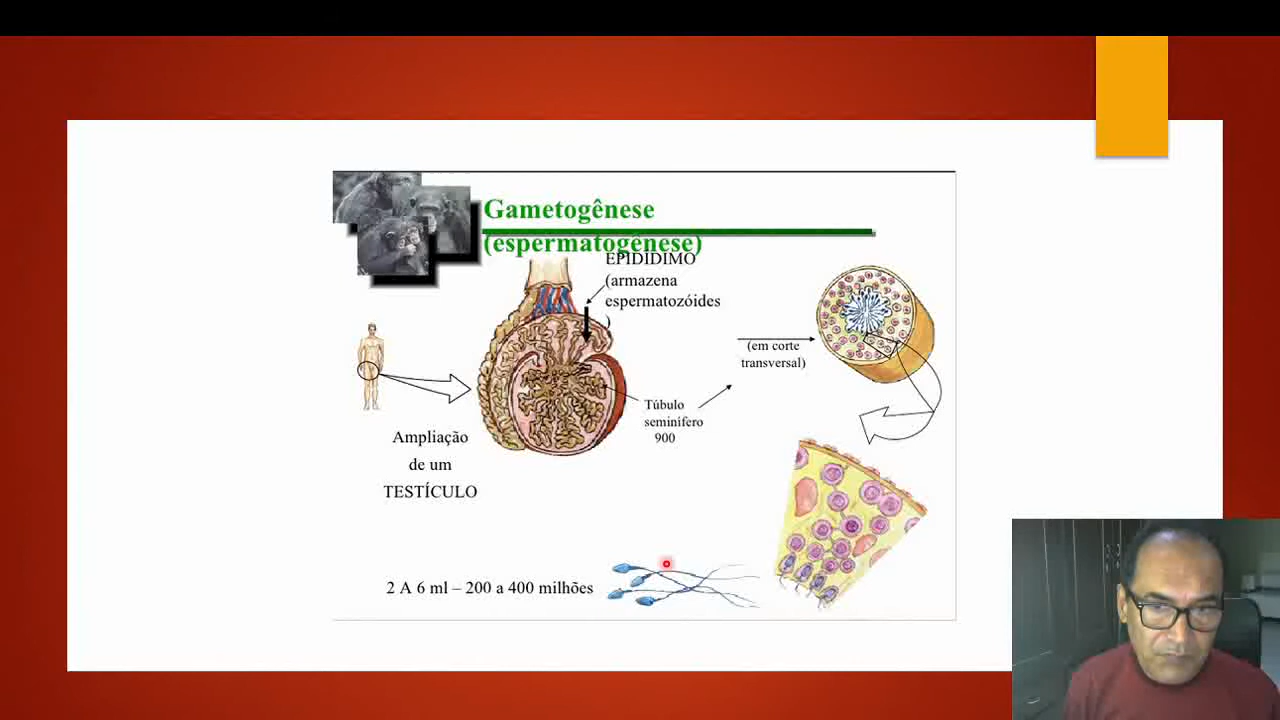 Gametogênese
(espermatogênese)
EPIDÍDIMO
(armazena
espermatozóides
)
(em corte
transversal)
Túbulo
seminífero
900
Ampliação
de um
TESTÍCULO
2 A 6 ml – 200 a 400 milhões